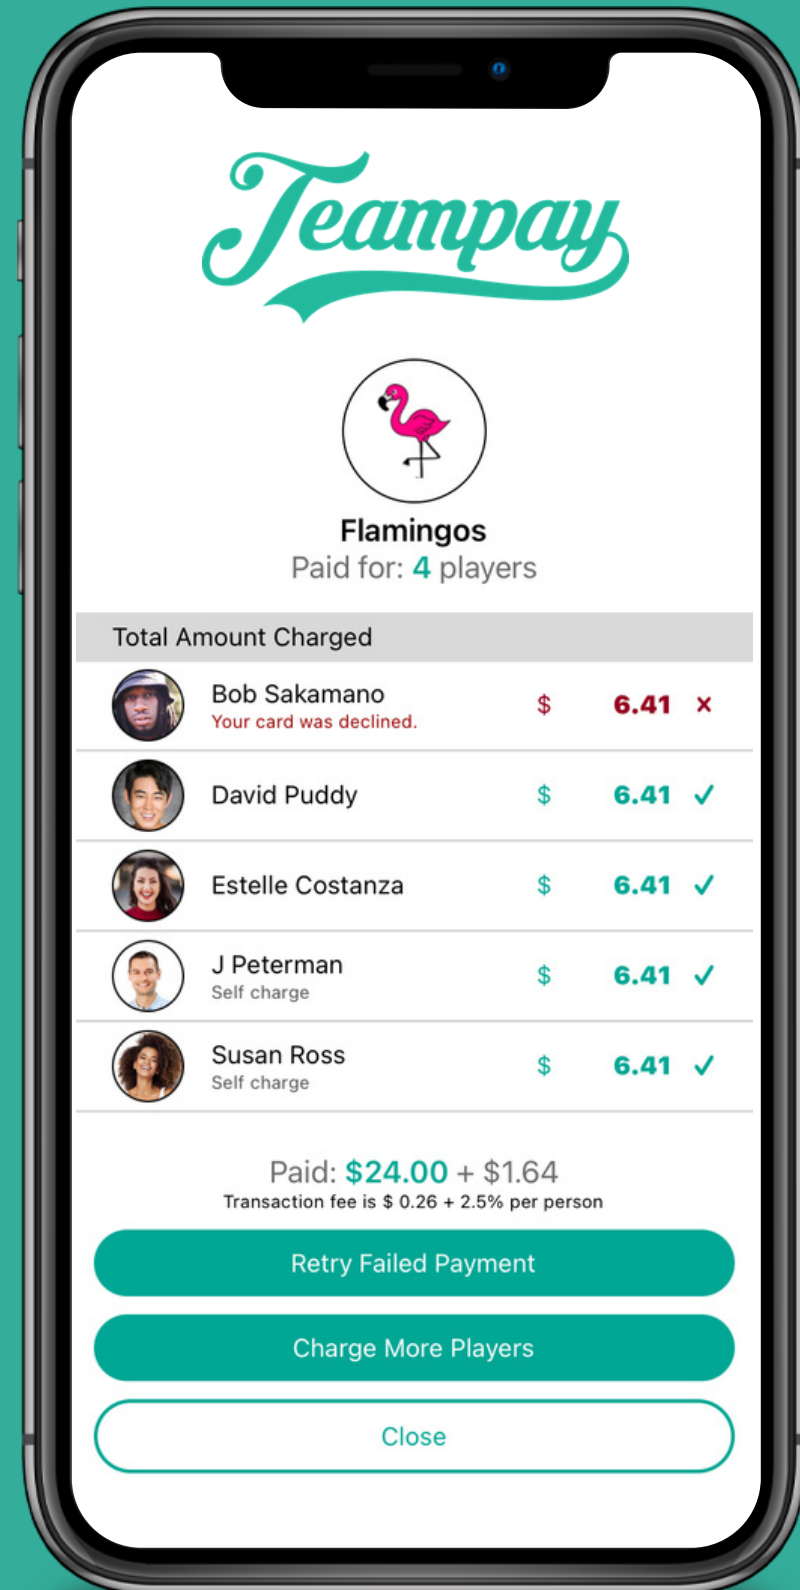 Teampay
Flamingos
Paid for: 4 players
Total Amount Charged
Bob Sakamano
Your card was declined.
$ 6.41 ×
David Puddy
$ 6.41 ✓
Estelle Costanza
$ 6.41 ✓
J Peterman
Self charge
$ 6.41 ✓
Susan Ross
Self charge
$ 6.41 ✓
Paid: $24.00 + $1.64
Transaction fee is $ 0.26 + 2.5% per person
Retry Failed Payment
Charge More Players
Close